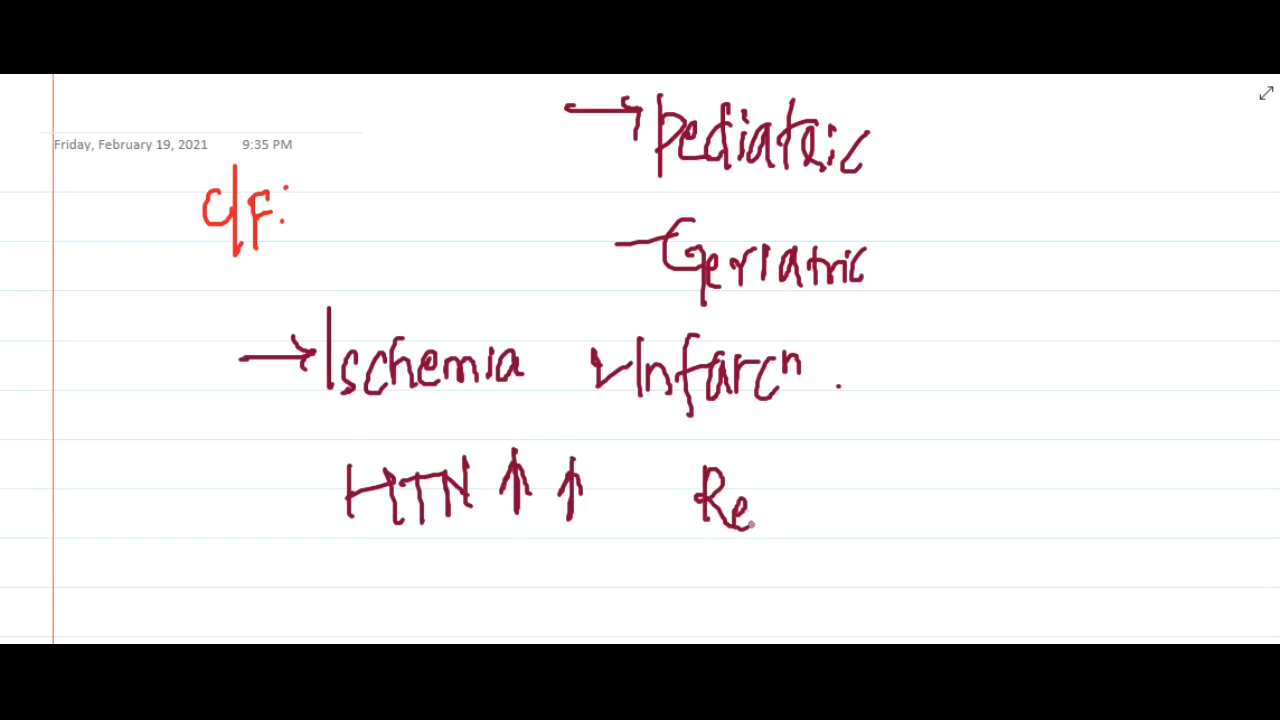 → Pediatric
Friday, February 19, 2021 9:35 PM
C/F:
- Geriatric
→ Ischemia ✓Infarcⁿ .
HTN ↑ ↑ Re